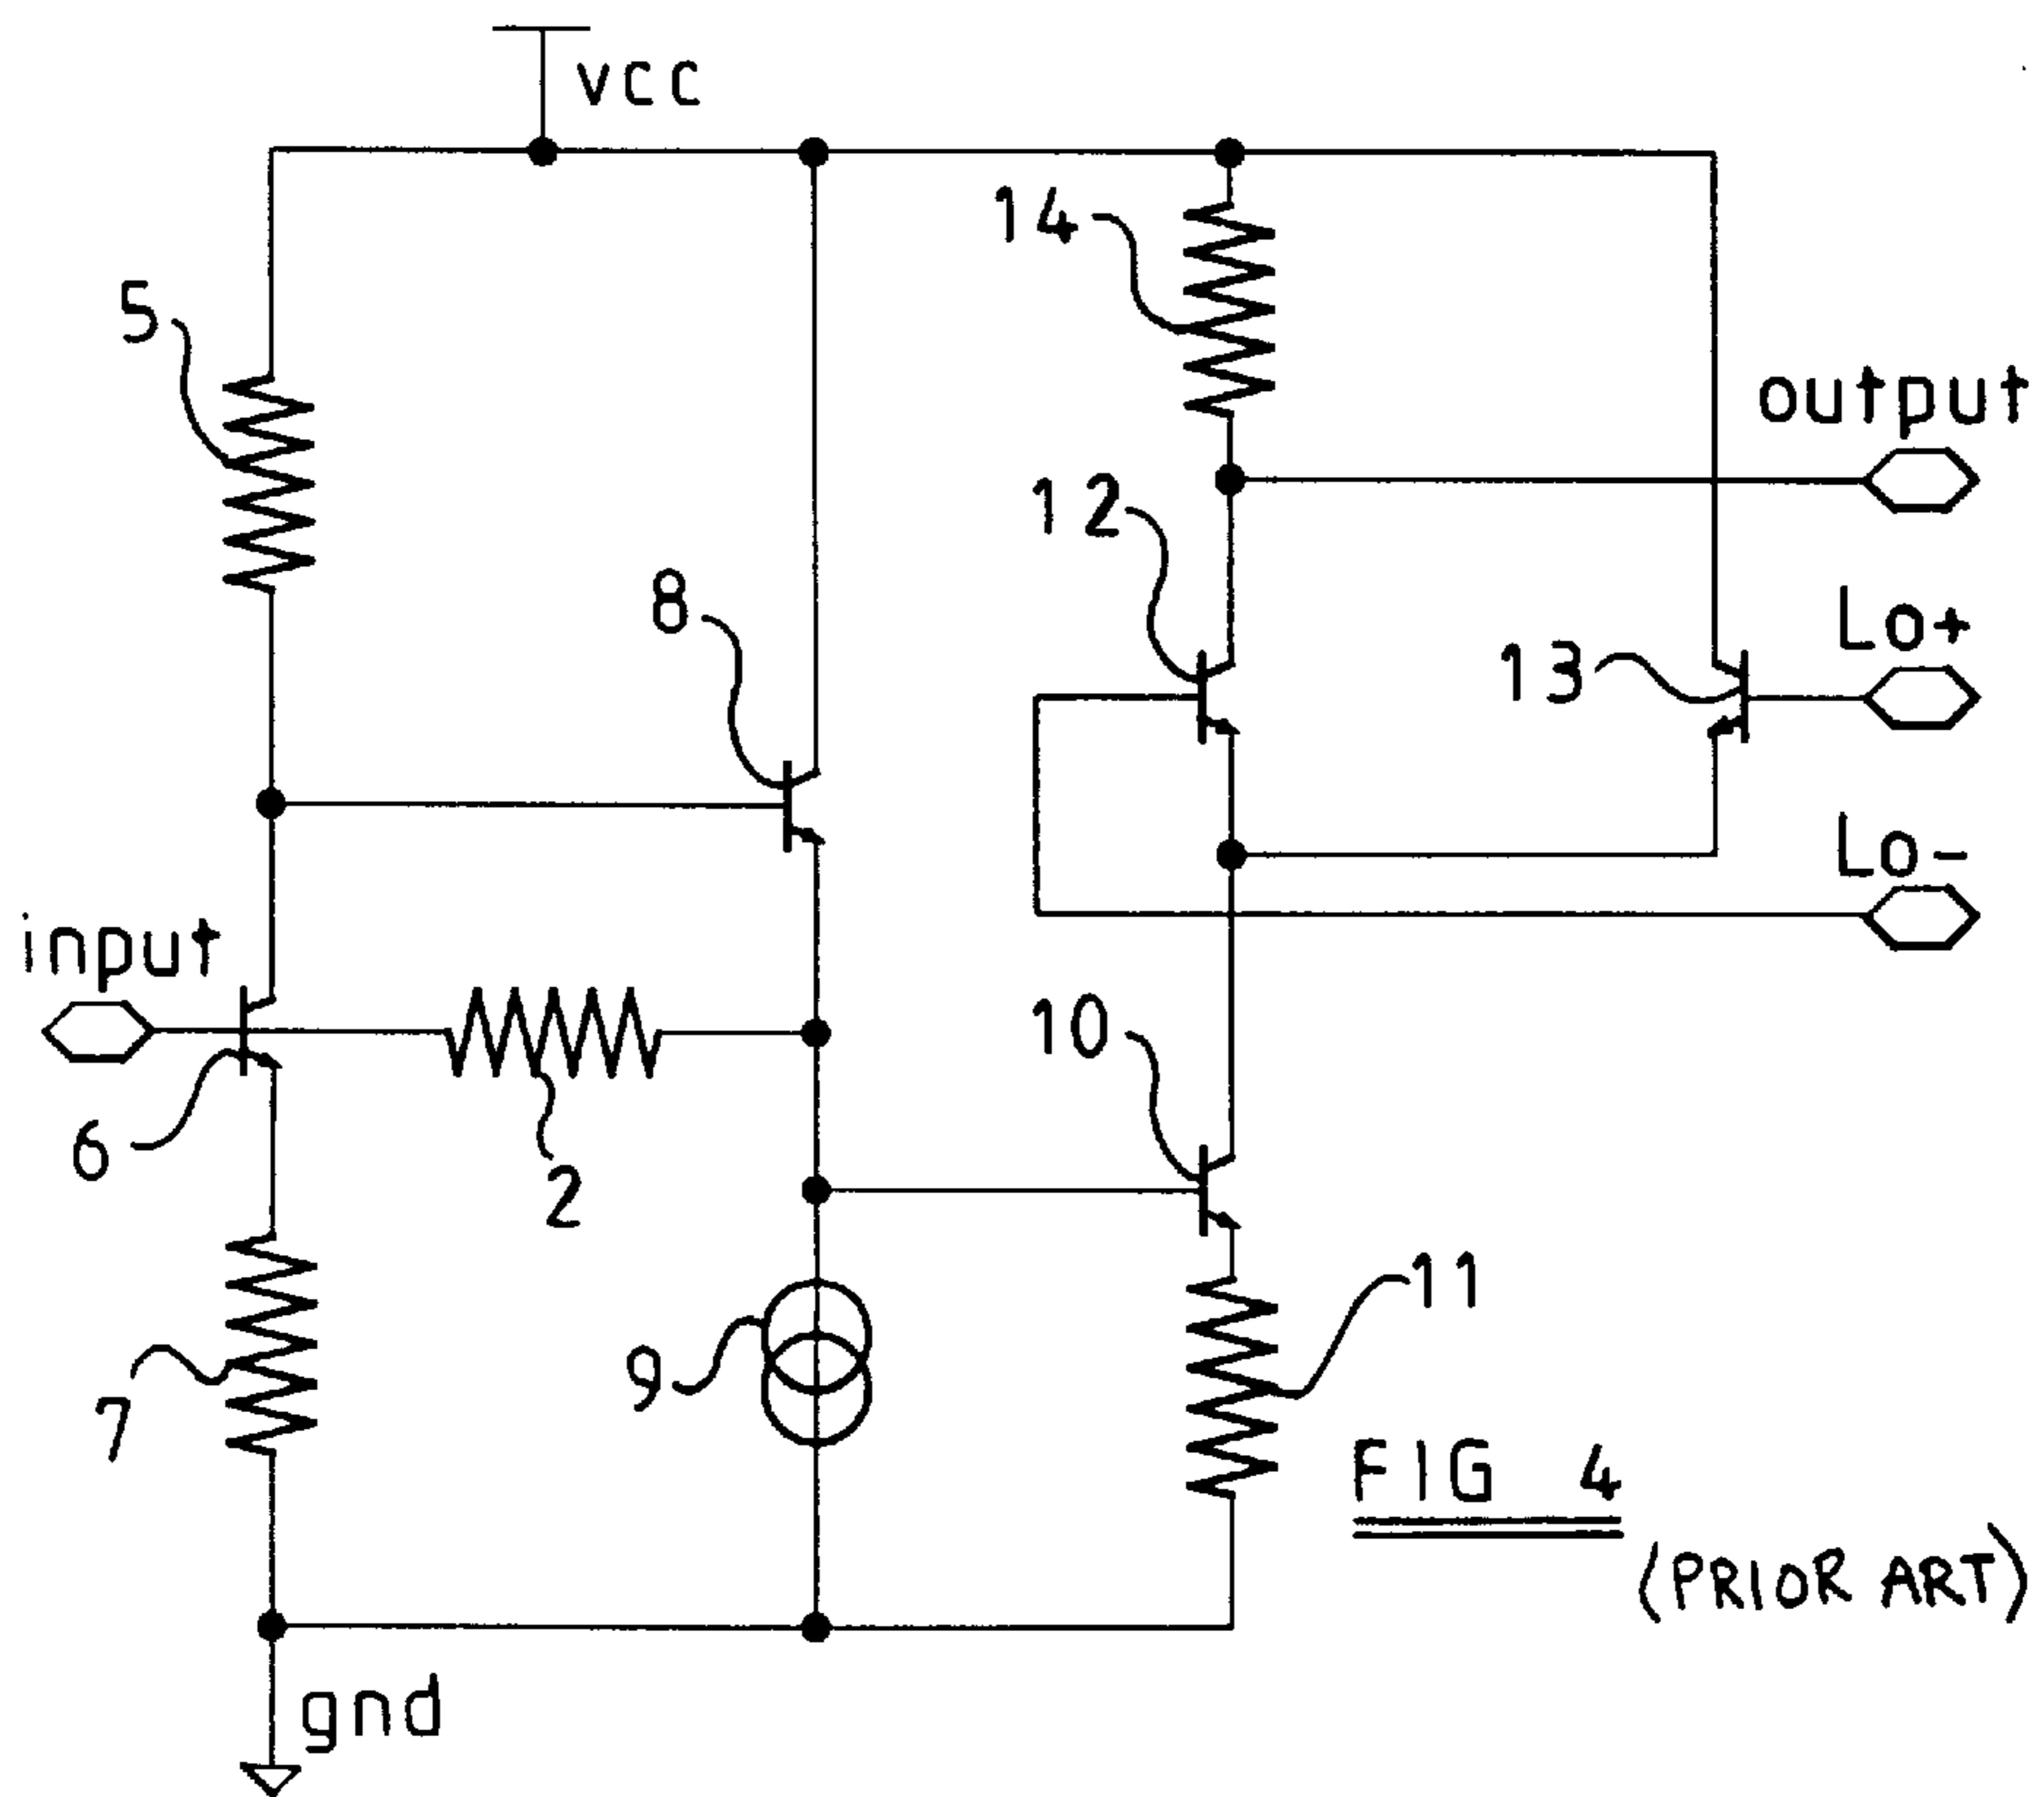 vcc
14
5
output
12
8
Lo+
13
Lo-
input
10
6
2
11
9
7
FIG 4
(PRIOR ART)
gnd